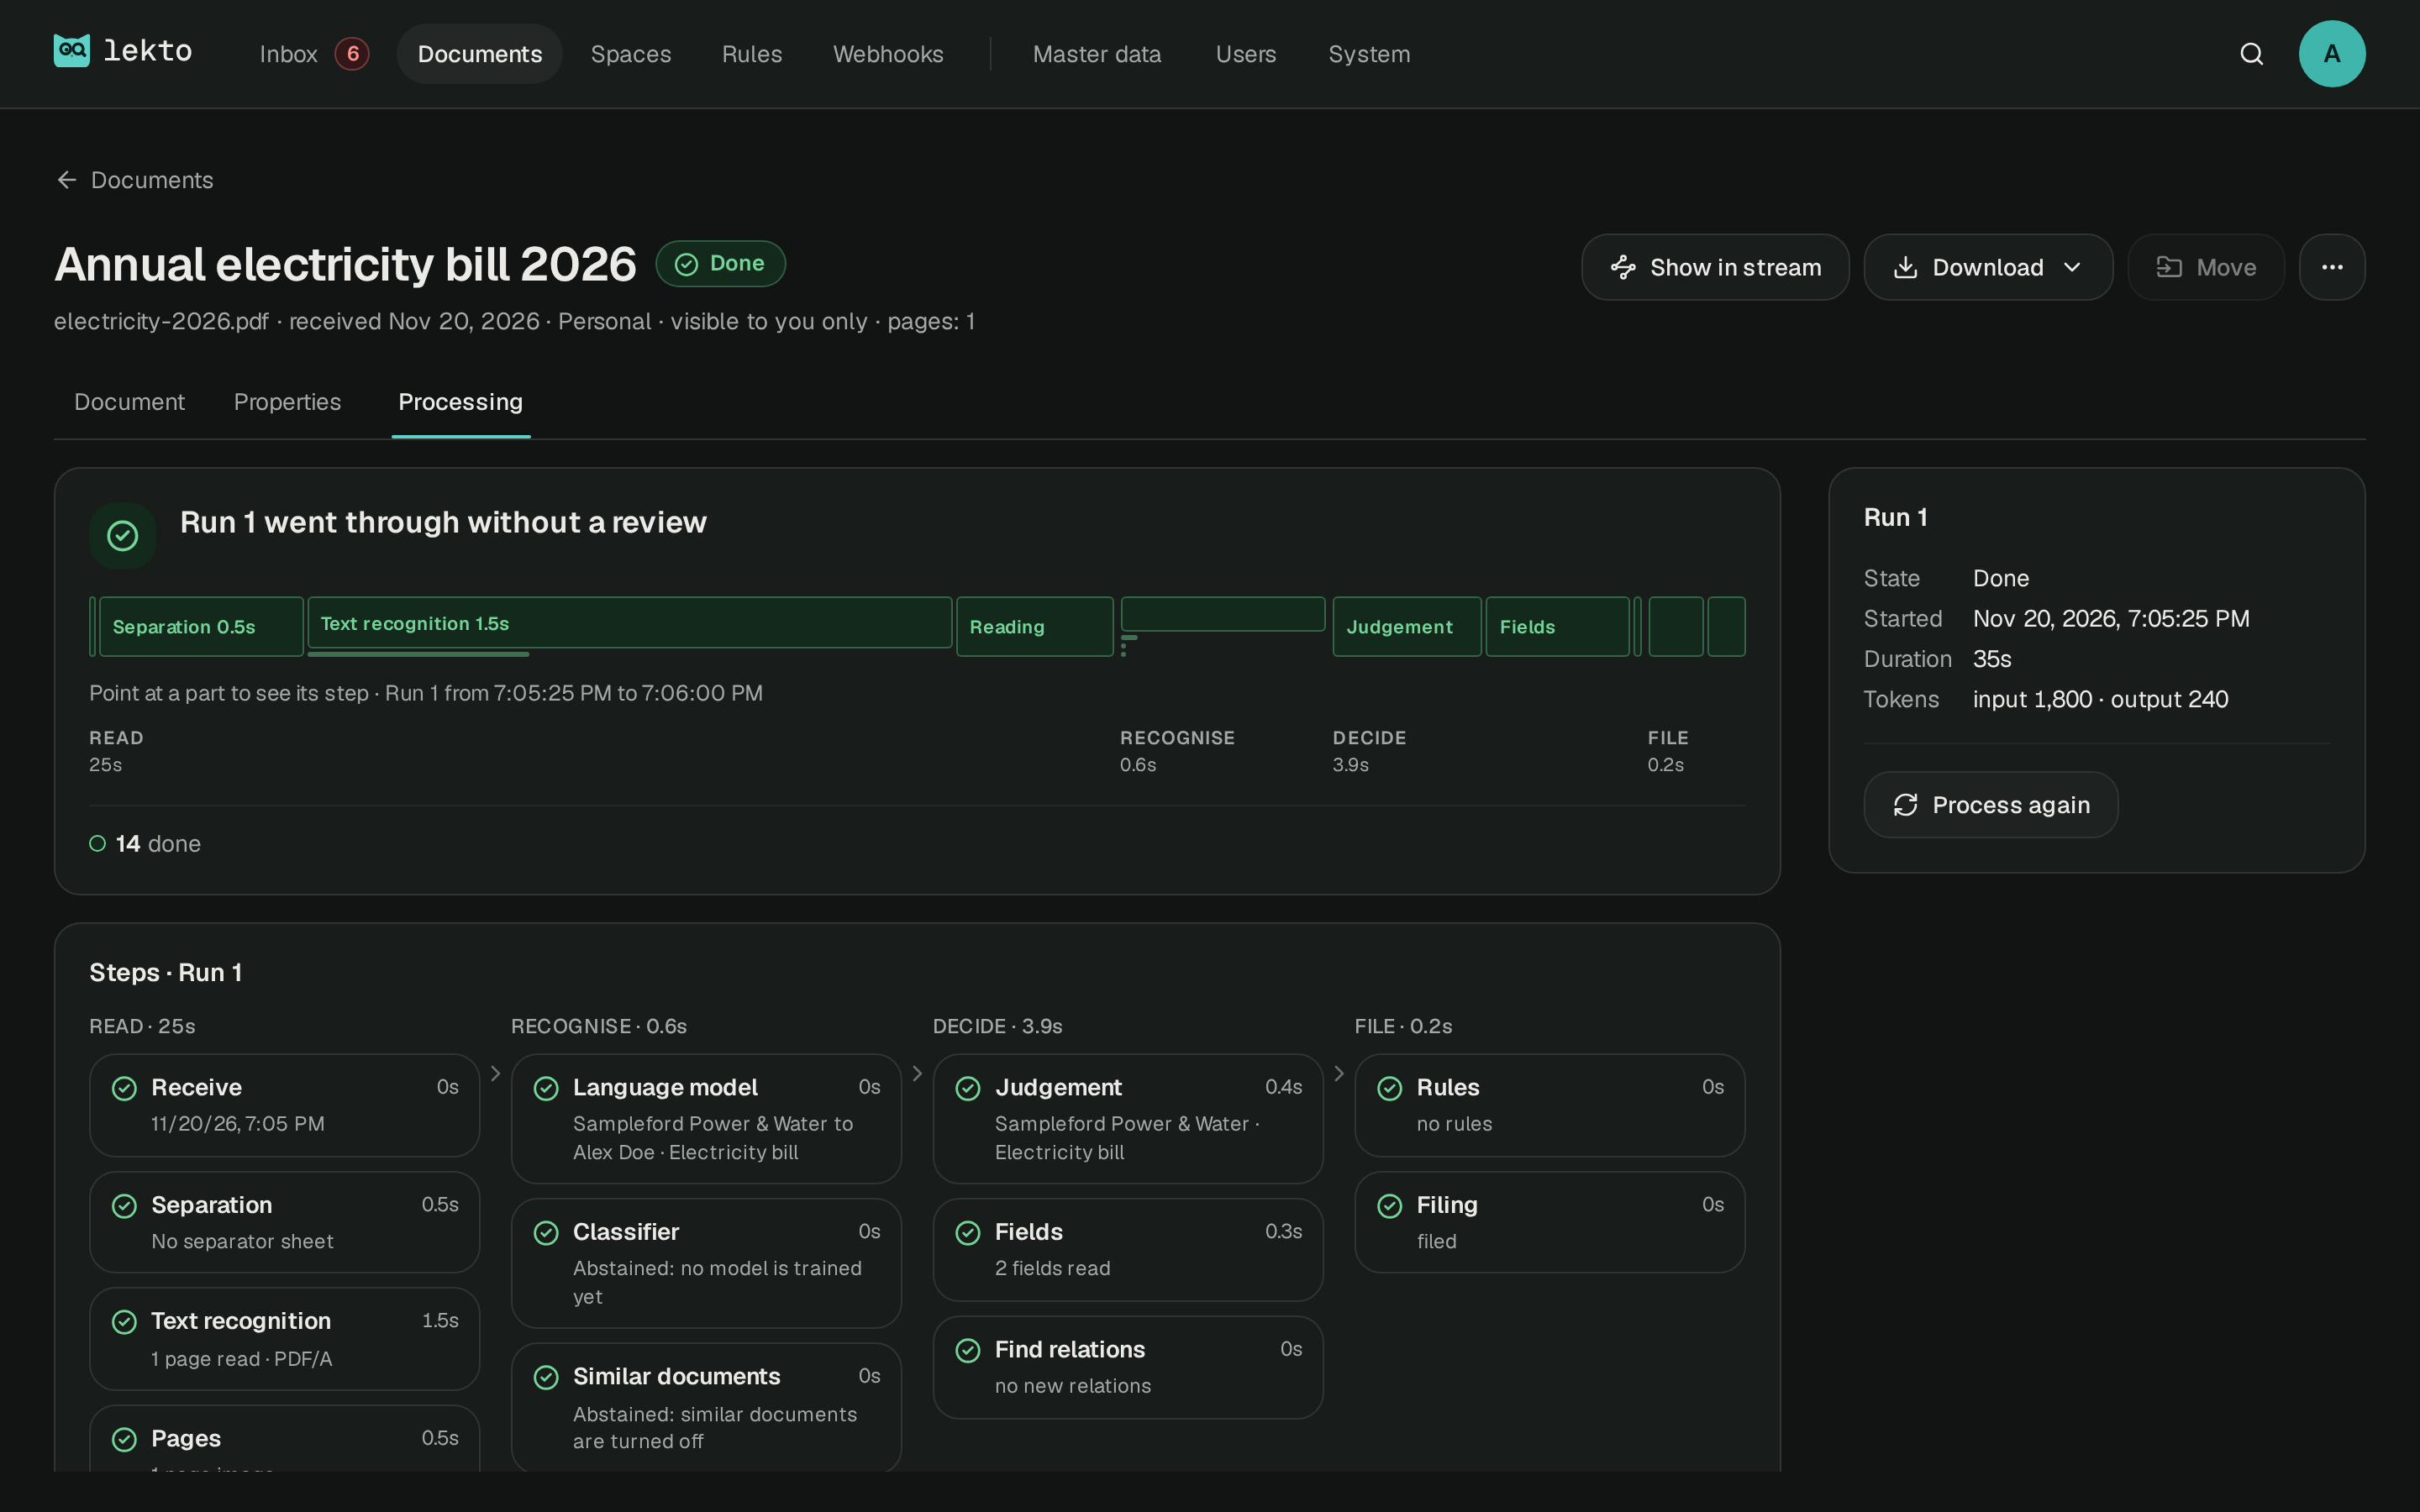 lekto
Inbox 6 Documents Spaces Rules Webhooks Master data Users System
A
Documents
Annual electricity bill 2026 Done
Show in stream Download Move
electricity-2026.pdf · received Nov 20, 2026 · Personal · visible to you only · pages: 1
Document Properties Processing
Run 1 went through without a review
Separation 0.5s Text recognition 1.5s Reading Judgement Fields
Point at a part to see its step · Run 1 from 7:05:25 PM to 7:06:00 PM
READ RECOGNISE DECIDE FILE
25s 0.6s 3.9s 0.2s
14 done
Run 1
State Done
Started Nov 20, 2026, 7:05:25 PM
Duration 35s
Tokens input 1,800 · output 240
Process again
Steps · Run 1
READ · 25s
Receive 0s
11/20/26, 7:05 PM
Separation 0.5s
No separator sheet
Text recognition 1.5s
1 page read · PDF/A
Pages 0.5s
RECOGNISE · 0.6s
Language model 0s
Sampleford Power & Water to
Alex Doe · Electricity bill
Classifier 0s
Abstained: no model is trained
yet
Similar documents 0s
Abstained: similar documents
are turned off
DECIDE · 3.9s
Judgement 0.4s
Sampleford Power & Water ·
Electricity bill
Fields 0.3s
2 fields read
Find relations 0s
no new relations
FILE · 0.2s
Rules 0s
no rules
Filing 0s
filed